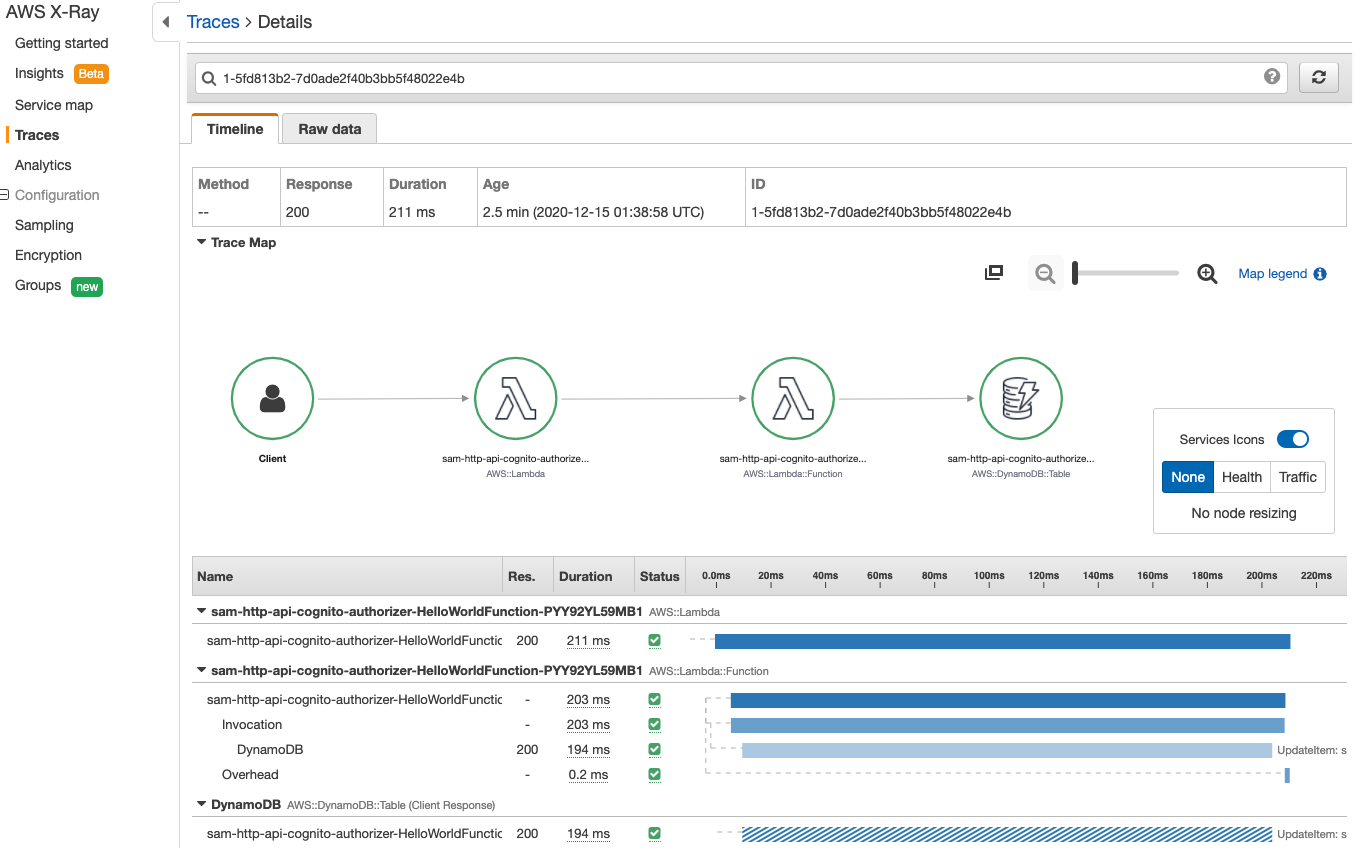 AWS X-Ray
Getting started
Insights Beta
Service map
Traces
Analytics
Configuration
Sampling
Encryption
Groups new
Traces > Details
1-5fd813b2-7d0ade2f40b3bb5f48022e4b
Timeline Raw data
Method Response Duration Age ID
-- 200 211 ms 2.5 min (2020-12-15 01:38:58 UTC) 1-5fd813b2-7d0ade2f40b3bb5f48022e4b
Trace Map
Map legend
Client
sam-http-api-cognito-authorize...
AWS::Lambda
sam-http-api-cognito-authorize...
AWS::Lambda::Function
sam-http-api-cognito-authorize...
AWS::DynamoDB::Table
Services Icons
None Health Traffic
No node resizing
Name Res. Duration Status 0.0ms 20ms 40ms 60ms 80ms 100ms 120ms 140ms 160ms 180ms 200ms 220ms
sam-http-api-cognito-authorizer-HelloWorldFunction-PYY92YL59MB1 AWS::Lambda
sam-http-api-cognito-authorizer-HelloWorldFunctic 200 211 ms
sam-http-api-cognito-authorizer-HelloWorldFunction-PYY92YL59MB1 AWS::Lambda::Function
sam-http-api-cognito-authorizer-HelloWorldFunctic - 203 ms
Invocation - 203 ms
DynamoDB 200 194 ms UpdateItem: s
Overhead - 0.2 ms
DynamoDB AWS::DynamoDB::Table (Client Response)
sam-http-api-cognito-authorizer-HelloWorldFunctic 200 194 ms UpdateItem: s